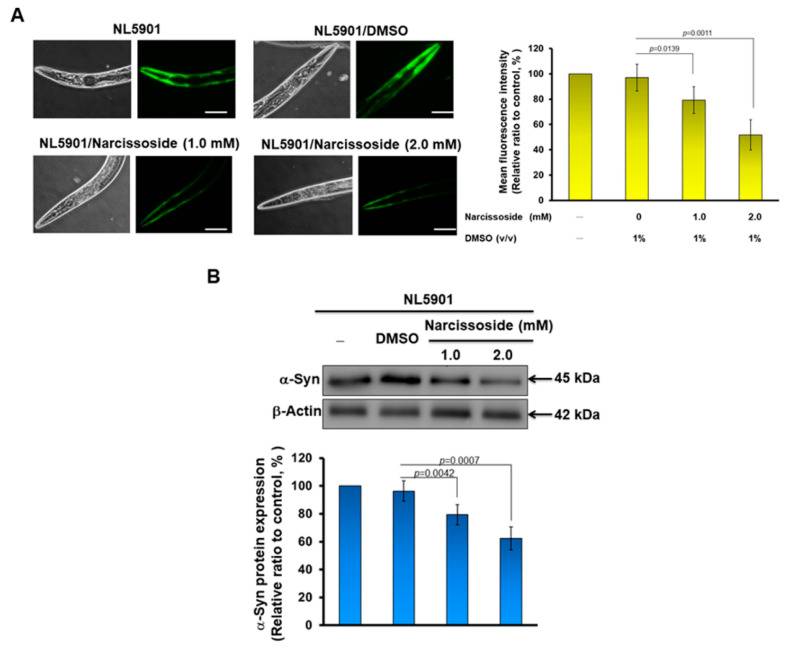 A
NL5901
NL5901/DMSO
NL5901/Narcissoside (1.0 mM)
NL5901/Narcissoside (2.0 mM)
Mean fluorescence intensity
(Relative ratio to control, %)
120
100
80
60
40
20
0
p=0.0011
p=0.0139
Narcissoside (mM) — 0 1.0 2.0
DMSO (v/v) — 1% 1% 1%
B
NL5901
– DMSO Narcissoside (mM)
1.0 2.0
α-Syn 45 kDa
β-Actin 42 kDa
α-Syn protein expression
(Relative ratio to control, %)
120
100
80
60
40
20
0
p=0.0007
p=0.0042